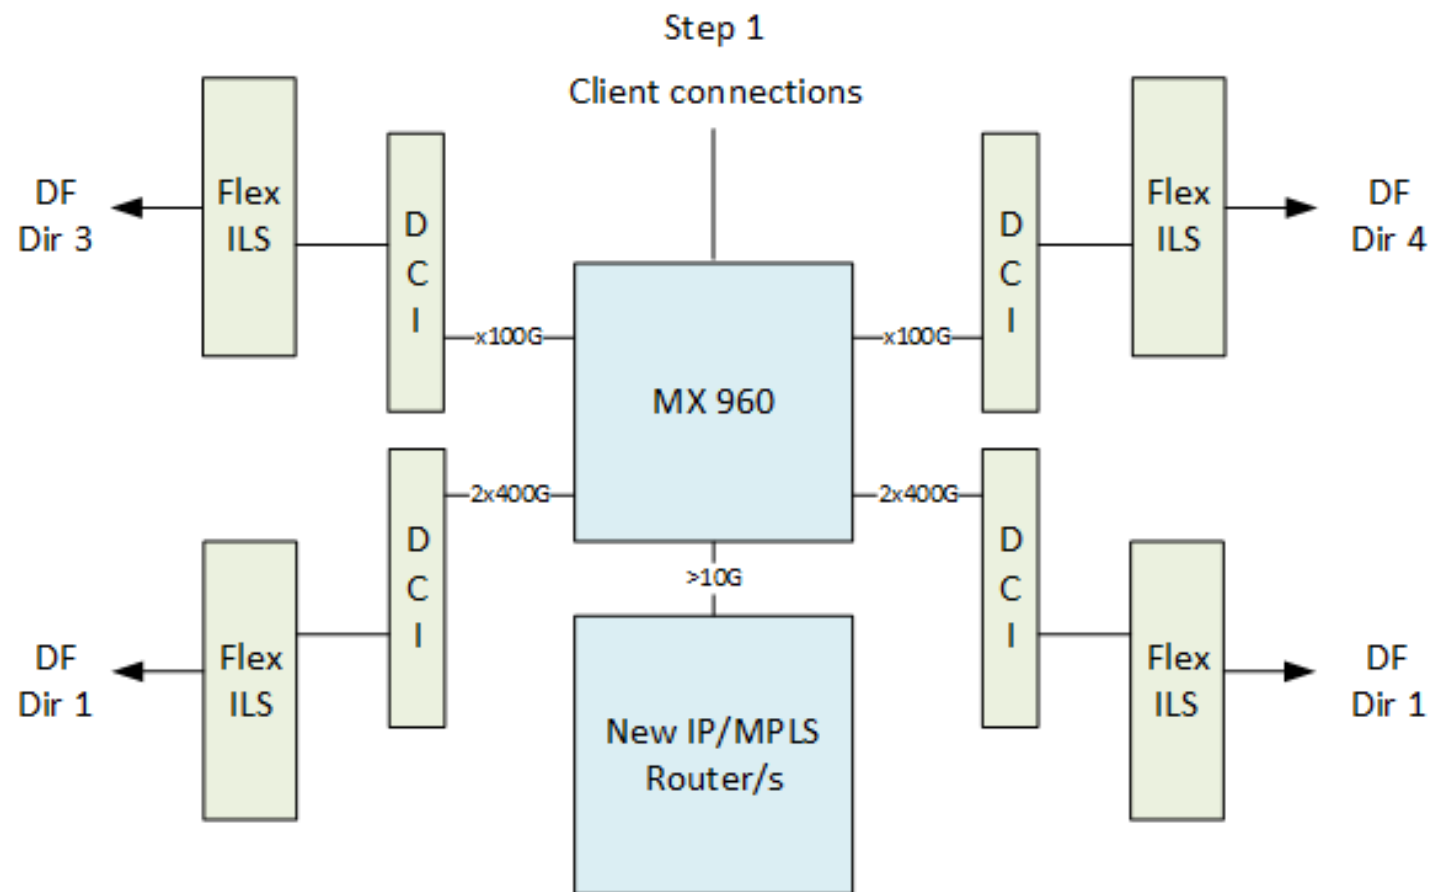 Step 1
Client connections
DF
Dir 3
Flex
ILS
D
C
I
x100G
MX 960
x100G
D
C
I
Flex
ILS
DF
Dir 4
DF
Dir 1
Flex
ILS
D
C
I
2x400G
2x400G
D
C
I
Flex
ILS
DF
Dir 1
>10G
New IP/MPLS
Router/s